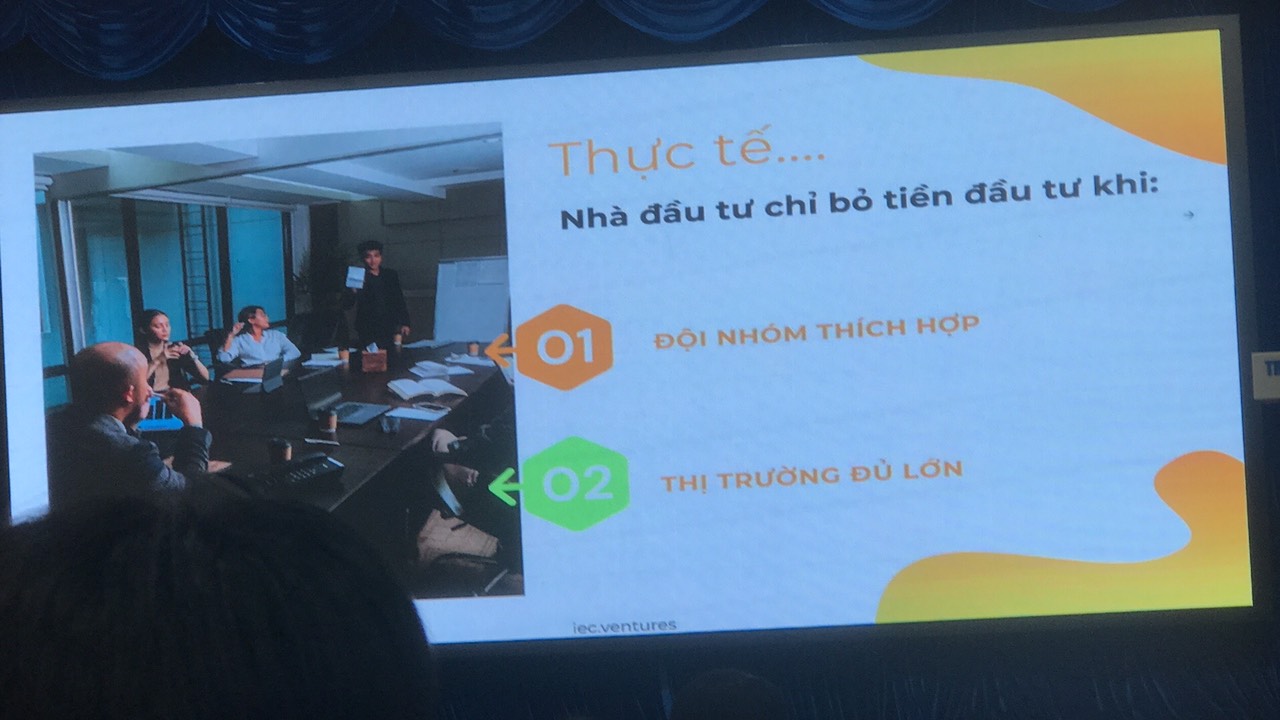 Thực tế....
Nhà đầu tư chỉ bỏ tiền đầu tư khi:
01
ĐỘI NHÓM THÍCH HỢP
02
THỊ TRƯỜNG ĐỦ LỚN
iec.ventures